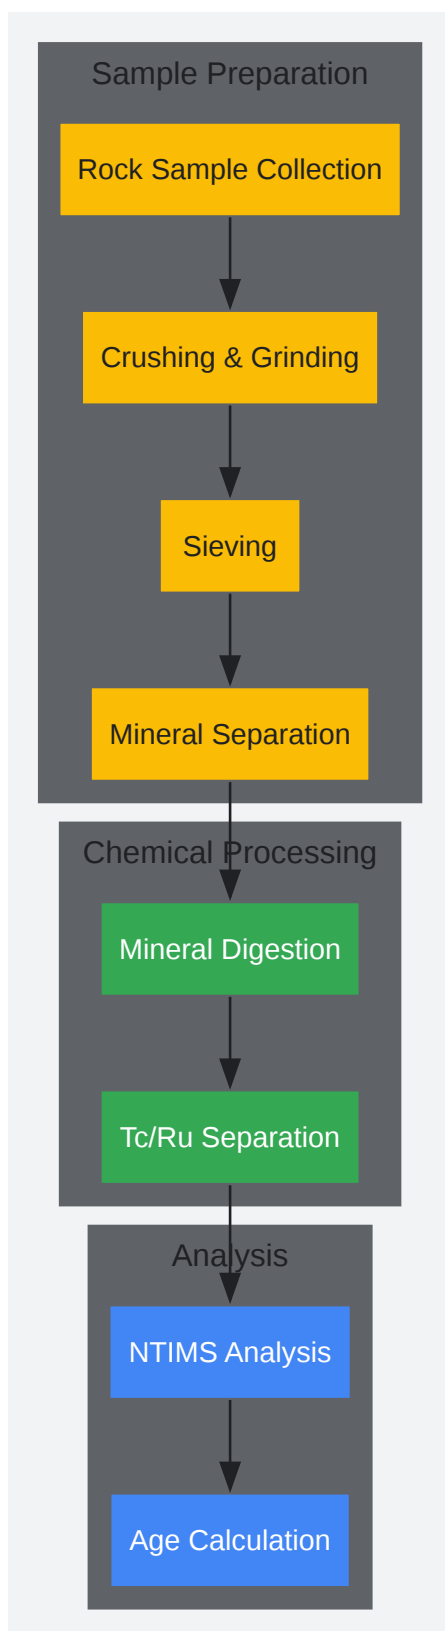 Sample Preparation
Rock Sample Collection
Crushing & Grinding
Sieving
Mineral Separation
Chemical Processing
Mineral Digestion
Tc/Ru Separation
Analysis
NTIMS Analysis
Age Calculation